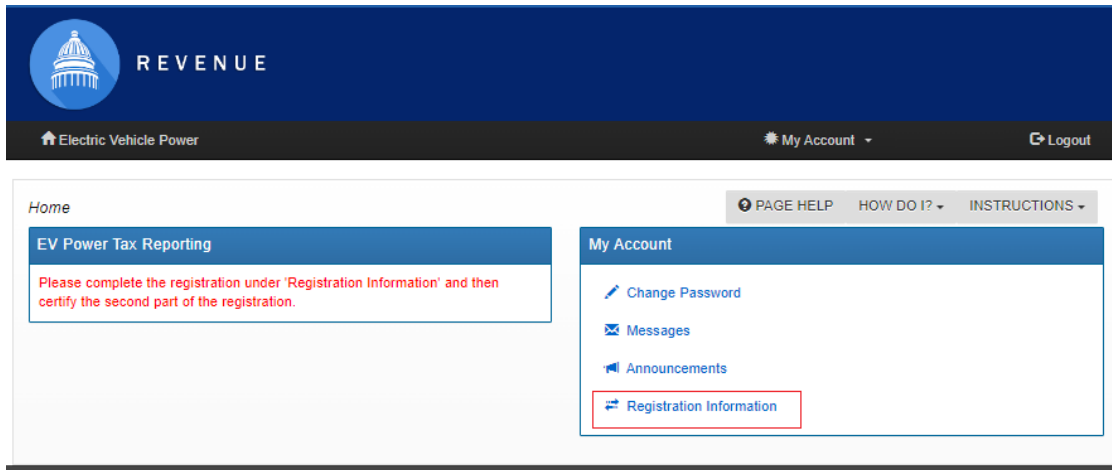 REVENUE
Electric Vehicle Power
My Account
Logout
Home
PAGE HELP
HOW DO I?
INSTRUCTIONS
EV Power Tax Reporting
Please complete the registration under 'Registration Information' and then
certify the second part of the registration.
My Account
Change Password
Messages
Announcements
Registration Information